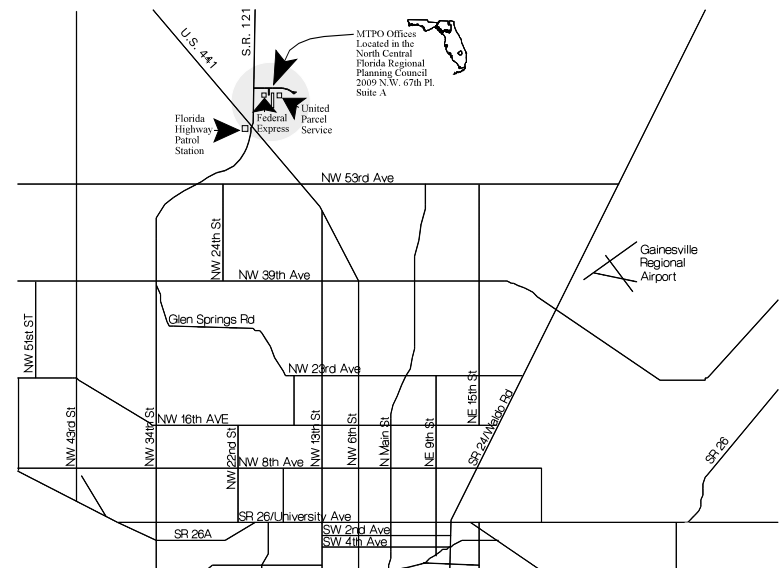 U.S. 441
S.R. 121
MTPO Offices
Located in the
North Central
Florida Regional
Planning Council
2009 N.W. 67th Pl.
Suite A
Florida
Highway
Patrol
Station
Federal
Express
United
Parcel
Service
NW 53rd Ave
NW 24th St
NW 39th Ave
Gainesville
Regional
Airport
NW 51st ST
Glen Springs Rd
NW 23rd Ave
NW 43rd St
NW 34th St
NW 16th AVE
NW 22nd St
NW 13th St
NW 6th St
N Main St
NE 9th St
NE 15th St
SR 24/Waldo Rd
SR 26
NW 8th Ave
SR 26/University Ave
SR 26A
SW 2nd Ave
SW 4th Ave